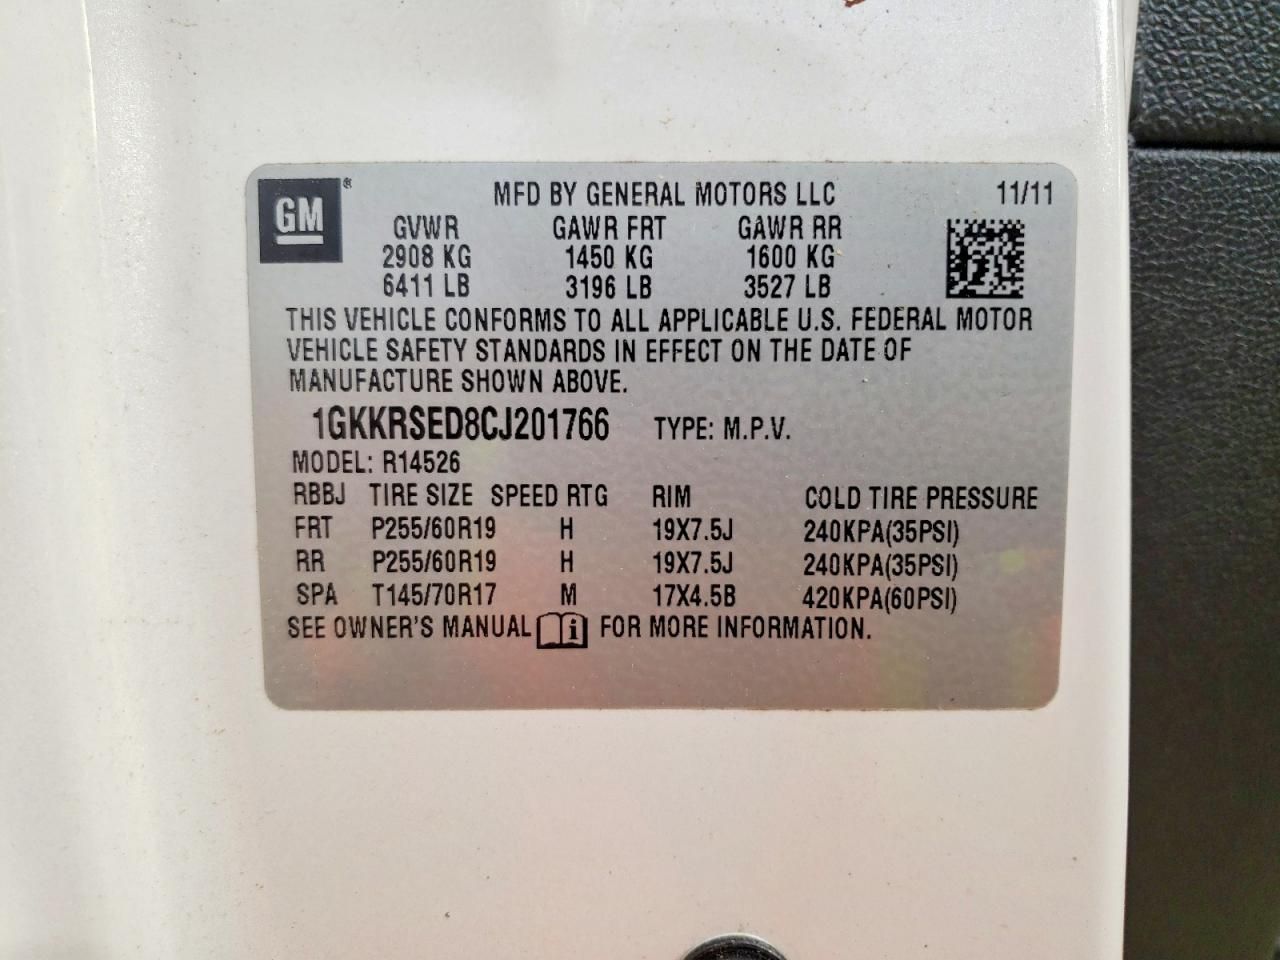 GM® MFD BY GENERAL MOTORS LLC 11/11
GVWR GAWR FRT GAWR RR
2908 KG 1450 KG 1600 KG
6411 LB 3196 LB 3527 LB
THIS VEHICLE CONFORMS TO ALL APPLICABLE U.S. FEDERAL MOTOR
VEHICLE SAFETY STANDARDS IN EFFECT ON THE DATE OF
MANUFACTURE SHOWN ABOVE.
1GKKRSED8CJ201766 TYPE: M.P.V.
MODEL: R14526
RBBJ TIRE SIZE SPEED RTG RIM COLD TIRE PRESSURE
FRT P255/60R19 H 19X7.5J 240KPA(35PSI)
RR P255/60R19 H 19X7.5J 240KPA(35PSI)
SPA T145/70R17 M 17X4.5B 420KPA(60PSI)
SEE OWNER'S MANUAL i FOR MORE INFORMATION.